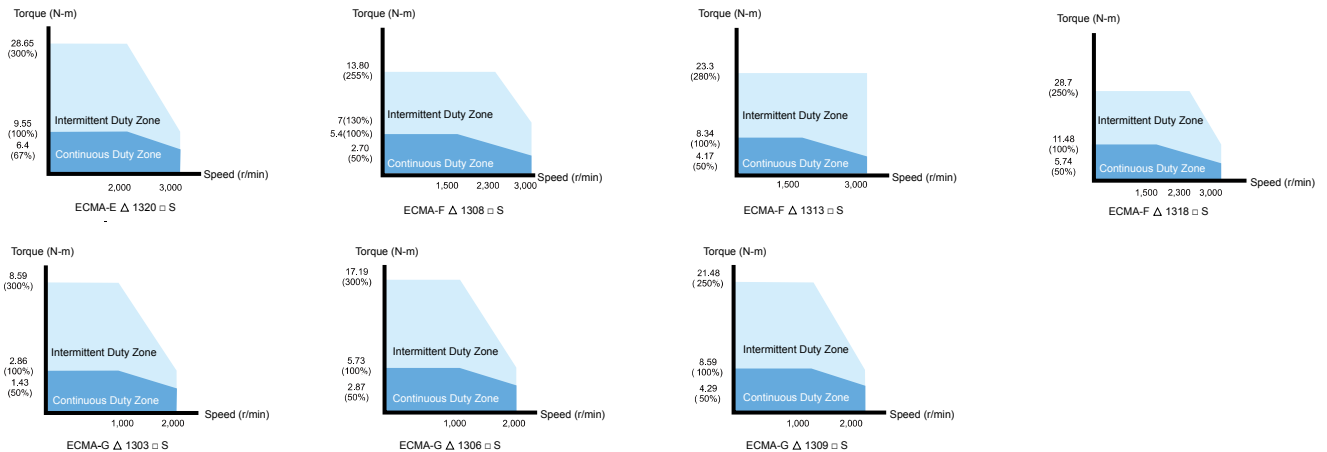 Torque (N-m)
28.65
(300%)
9.55
(100%)
6.4
(67%)
Intermittent Duty Zone
Continuous Duty Zone
2,000 3,000
Speed (r/min)
ECMA-E △ 1320 □ S
Torque (N-m)
13.80
(255%)
7(130%)
5.4(100%)
2.70
(50%)
Intermittent Duty Zone
Continuous Duty Zone
1,500 2,300 3,000
Speed (r/min)
ECMA-F △ 1308 □ S
Torque (N-m)
23.3
(280%)
8.34
(100%)
4.17
(50%)
Intermittent Duty Zone
Continuous Duty Zone
1,500 3,000
Speed (r/min)
ECMA-F △ 1313 □ S
Torque (N-m)
28.7
(250%)
11.48
(100%)
5.74
(50%)
Intermittent Duty Zone
Continuous Duty Zone
1,500 2,300 3,000
Speed (r/min)
ECMA-F △ 1318 □ S
Torque (N-m)
8.59
(300%)
2.86
(100%)
1.43
(50%)
Intermittent Duty Zone
Continuous Duty Zone
1,000 2,000
Speed (r/min)
ECMA-G △ 1303 □ S
Torque (N-m)
17.19
(300%)
5.73
(100%)
2.87
(50%)
Intermittent Duty Zone
Continuous Duty Zone
1,000 2,000
Speed (r/min)
ECMA-G △ 1306 □ S
Torque (N-m)
21.48
( 250%)
8.59
( 100%)
4.29
( 50%)
Intermittent Duty Zone
Continuous Duty Zone
1,000 2,000
Speed (r/min)
ECMA-G △ 1309 □ S